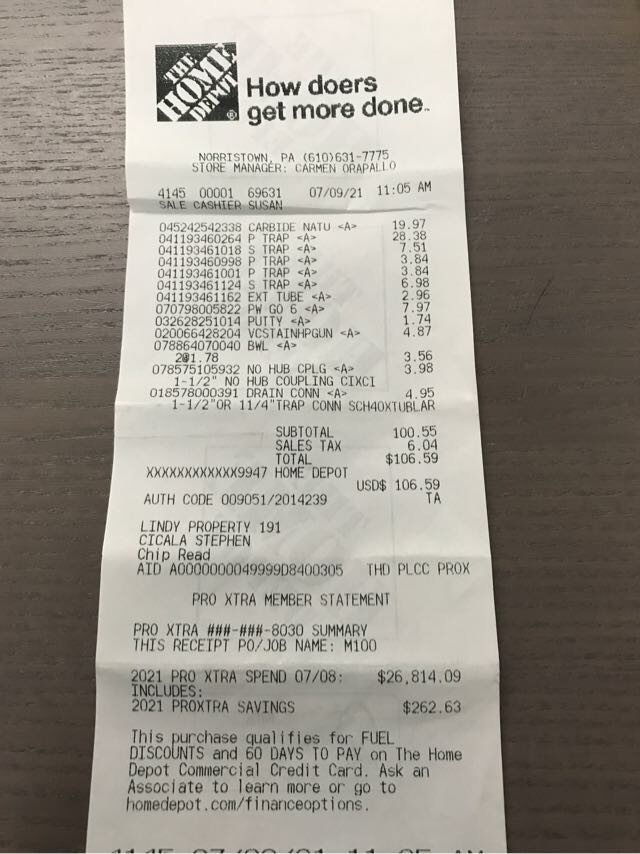 THE
HOME
DEPOT
®
How doers
get more done™
NORRISTOWN, PA (610)631-7775
STORE MANAGER: CARMEN ORAPALLO
4145 00001 69631 07/09/21 11:05 AM
SALE CASHIER SUSAN
045242542338 CARBIDE NATU <A> 19.97
041193460264 P TRAP <A> 28.38
041193461018 S TRAP <A> 7.51
041193460998 P TRAP <A> 3.84
041193461001 P TRAP <A> 3.84
041193461124 S TRAP <A> 6.98
041193461162 EXT TUBE <A> 2.96
070798005822 PW GO 6 <A> 7.97
032628251014 PUTTY <A> 1.74
020066428204 VCSTAINHPGUN <A> 4.87
078864070040 BWL <A>
2@1.78 3.56
078575105932 NO HUB CPLG <A> 3.98
1-1/2" NO HUB COUPLING CIXCI
018578000391 DRAIN CONN <A> 4.95
1-1/2"OR 11/4"TRAP CONN SCH40XTUBLAR
SUBTOTAL 100.55
SALES TAX 6.04
TOTAL $106.59
XXXXXXXXXXXX9947 HOME DEPOT
USD$ 106.59
AUTH CODE 009051/2014239 TA
LINDY PROPERTY 191
CICALA STEPHEN
Chip Read
AID A0000000049999D8400305 THD PLCC PROX
PRO XTRA MEMBER STATEMENT
PRO XTRA ###-###-8030 SUMMARY
THIS RECEIPT PO/JOB NAME: M100
2021 PRO XTRA SPEND 07/08: $26,814.09
INCLUDES:
2021 PROXTRA SAVINGS $262.63
This purchase qualifies for FUEL
DISCOUNTS and 60 DAYS TO PAY on The Home
Depot Commercial Credit Card. Ask an
Associate to learn more or go to
homedepot.com/financeoptions.